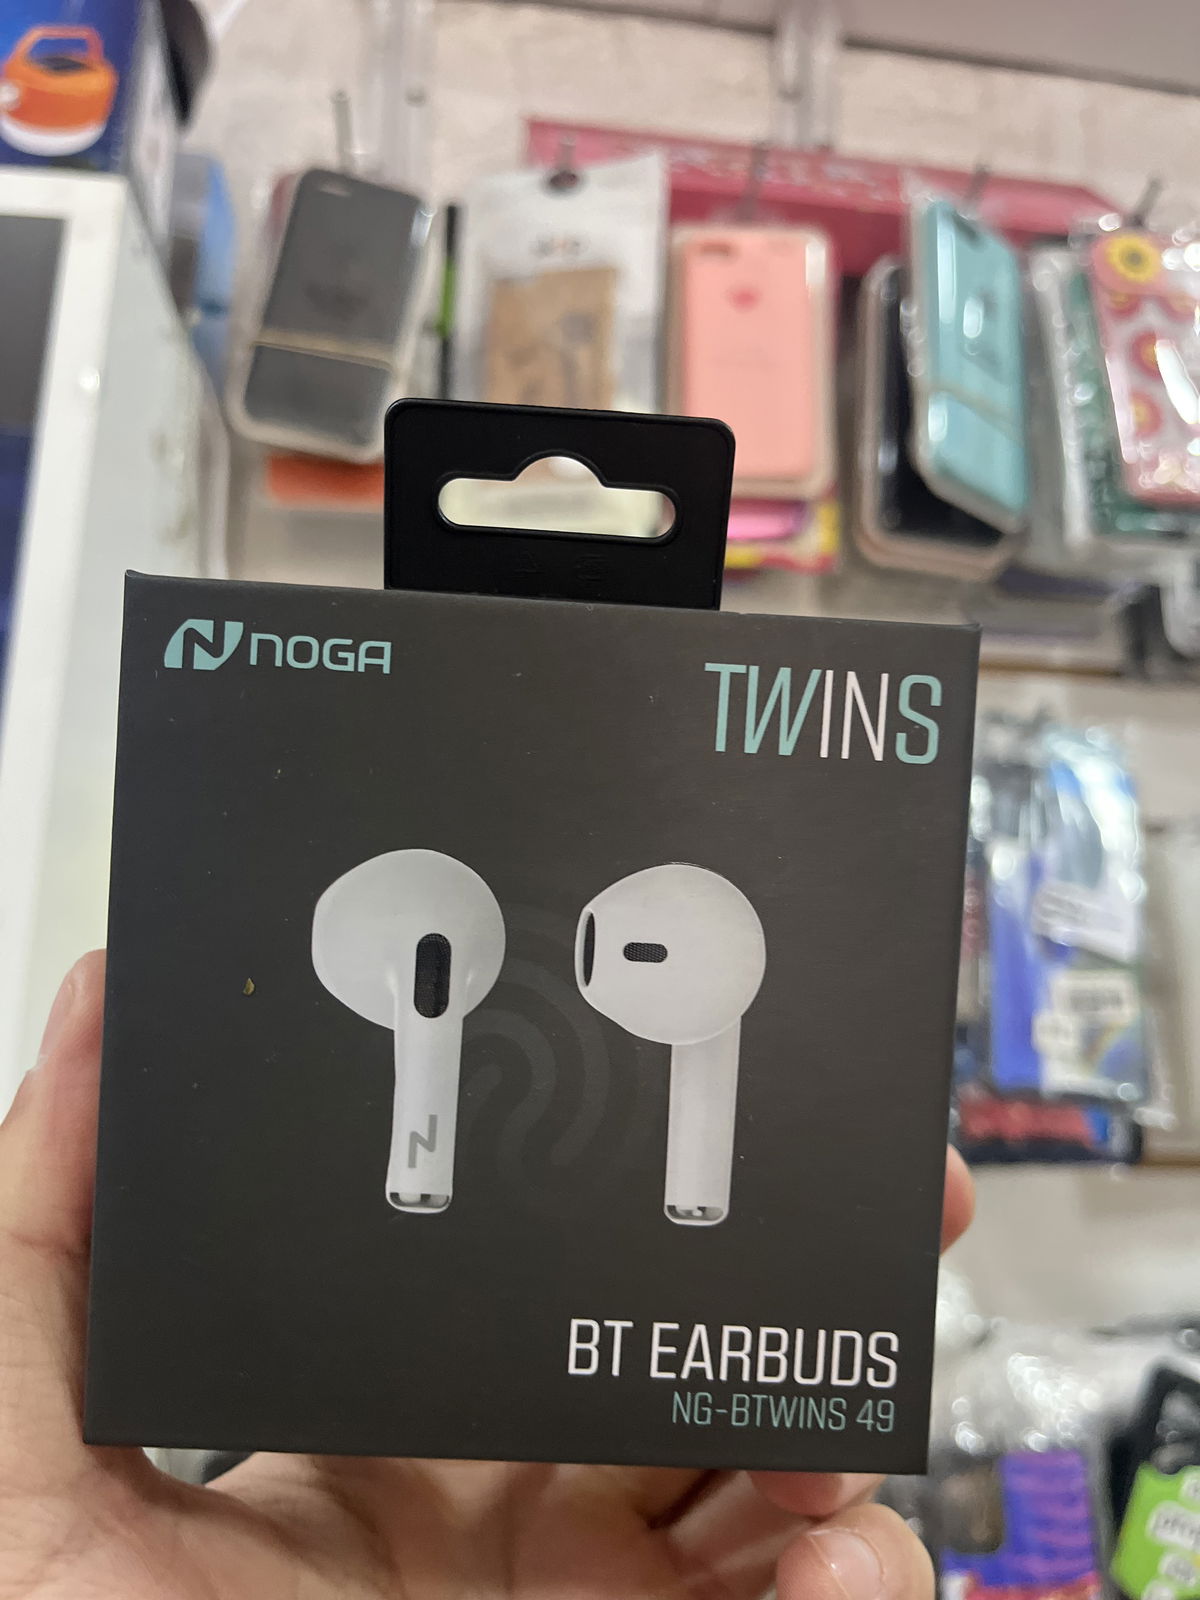 NOGA
TWINS
N
BT EARBUDS
NG-BTWINS 49